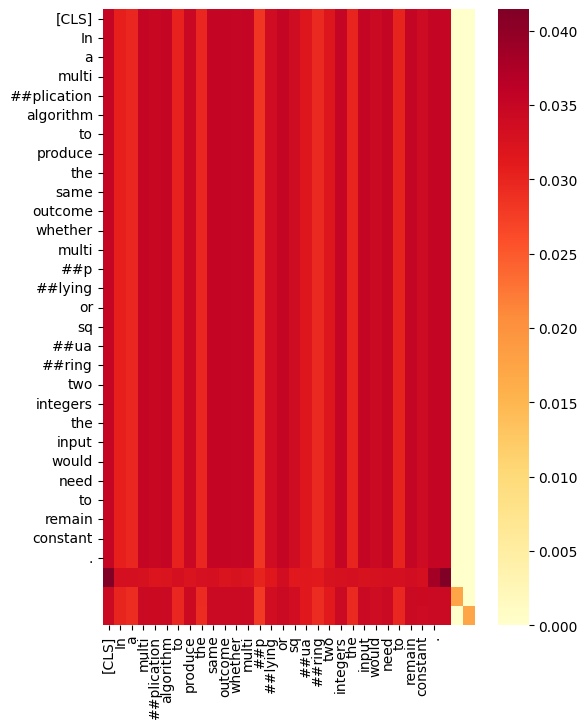 [CLS]
In
a
multi
##plication
algorithm
to
produce
the
same
outcome
whether
multi
##p
##lying
or
sq
##ua
##ring
two
integers
the
input
would
need
to
remain
constant
.
[CLS]
In
a
multi
##plication
algorithm
to
produce
the
same
outcome
whether
multi
##p
##lying
or
sq
##ua
##ring
two
integers
the
input
would
need
to
remain
constant
.
0.040
0.035
0.030
0.025
0.020
0.015
0.010
0.005
0.000